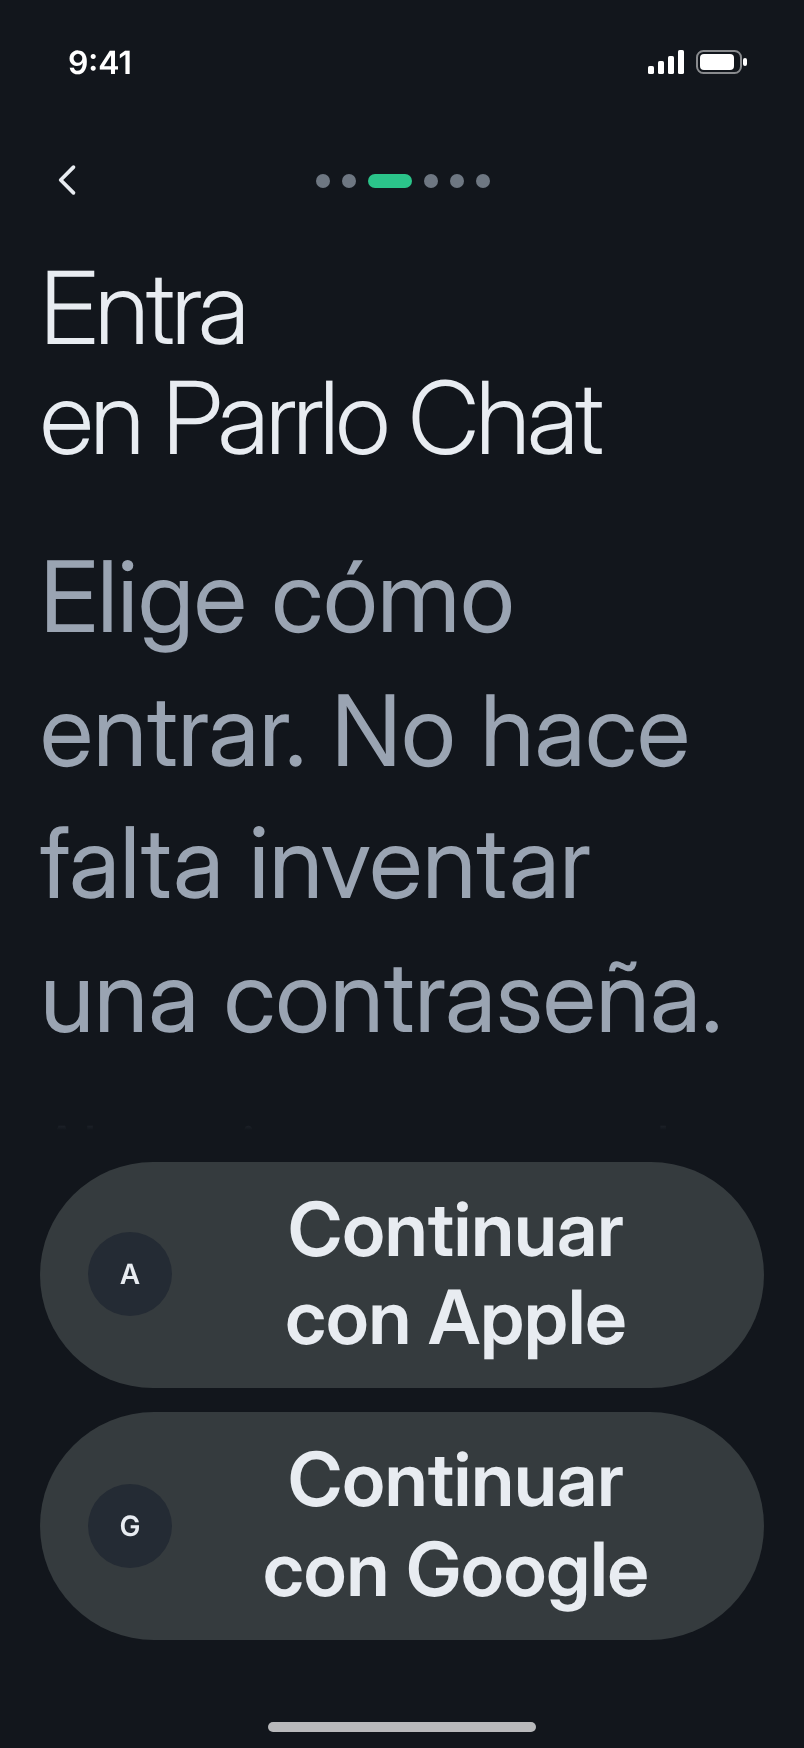 9:41
Entra
en Parrlo Chat
Elige cómo
entrar. No hace
falta inventar
una contraseña.
A
Continuar
con Apple
G
Continuar
con Google